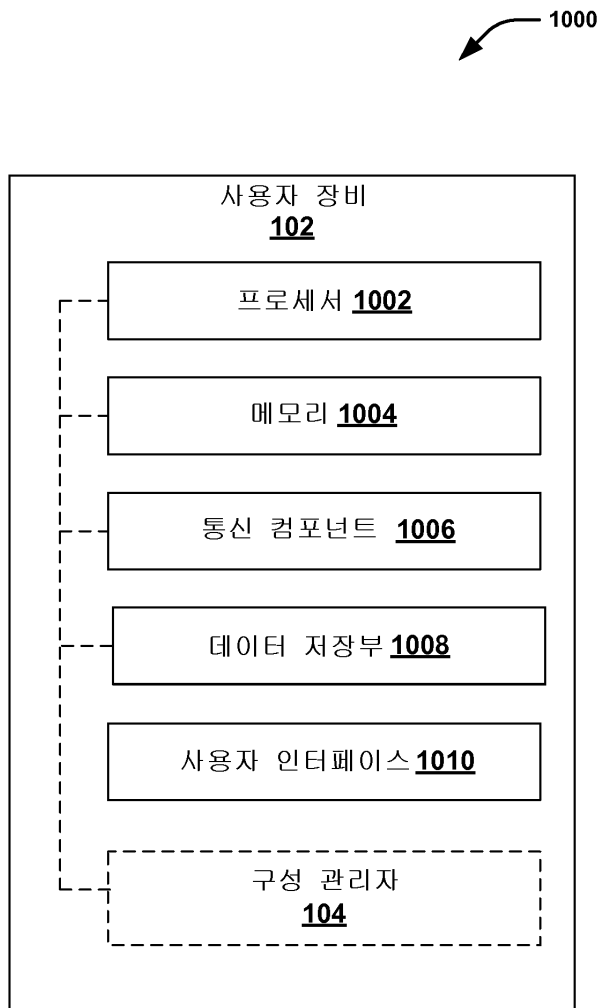 1000
사용자 장비
102
프로세서 1002
메모리 1004
통신 컴포넌트 1006
데이터 저장부 1008
사용자 인터페이스 1010
구성 관리자
104